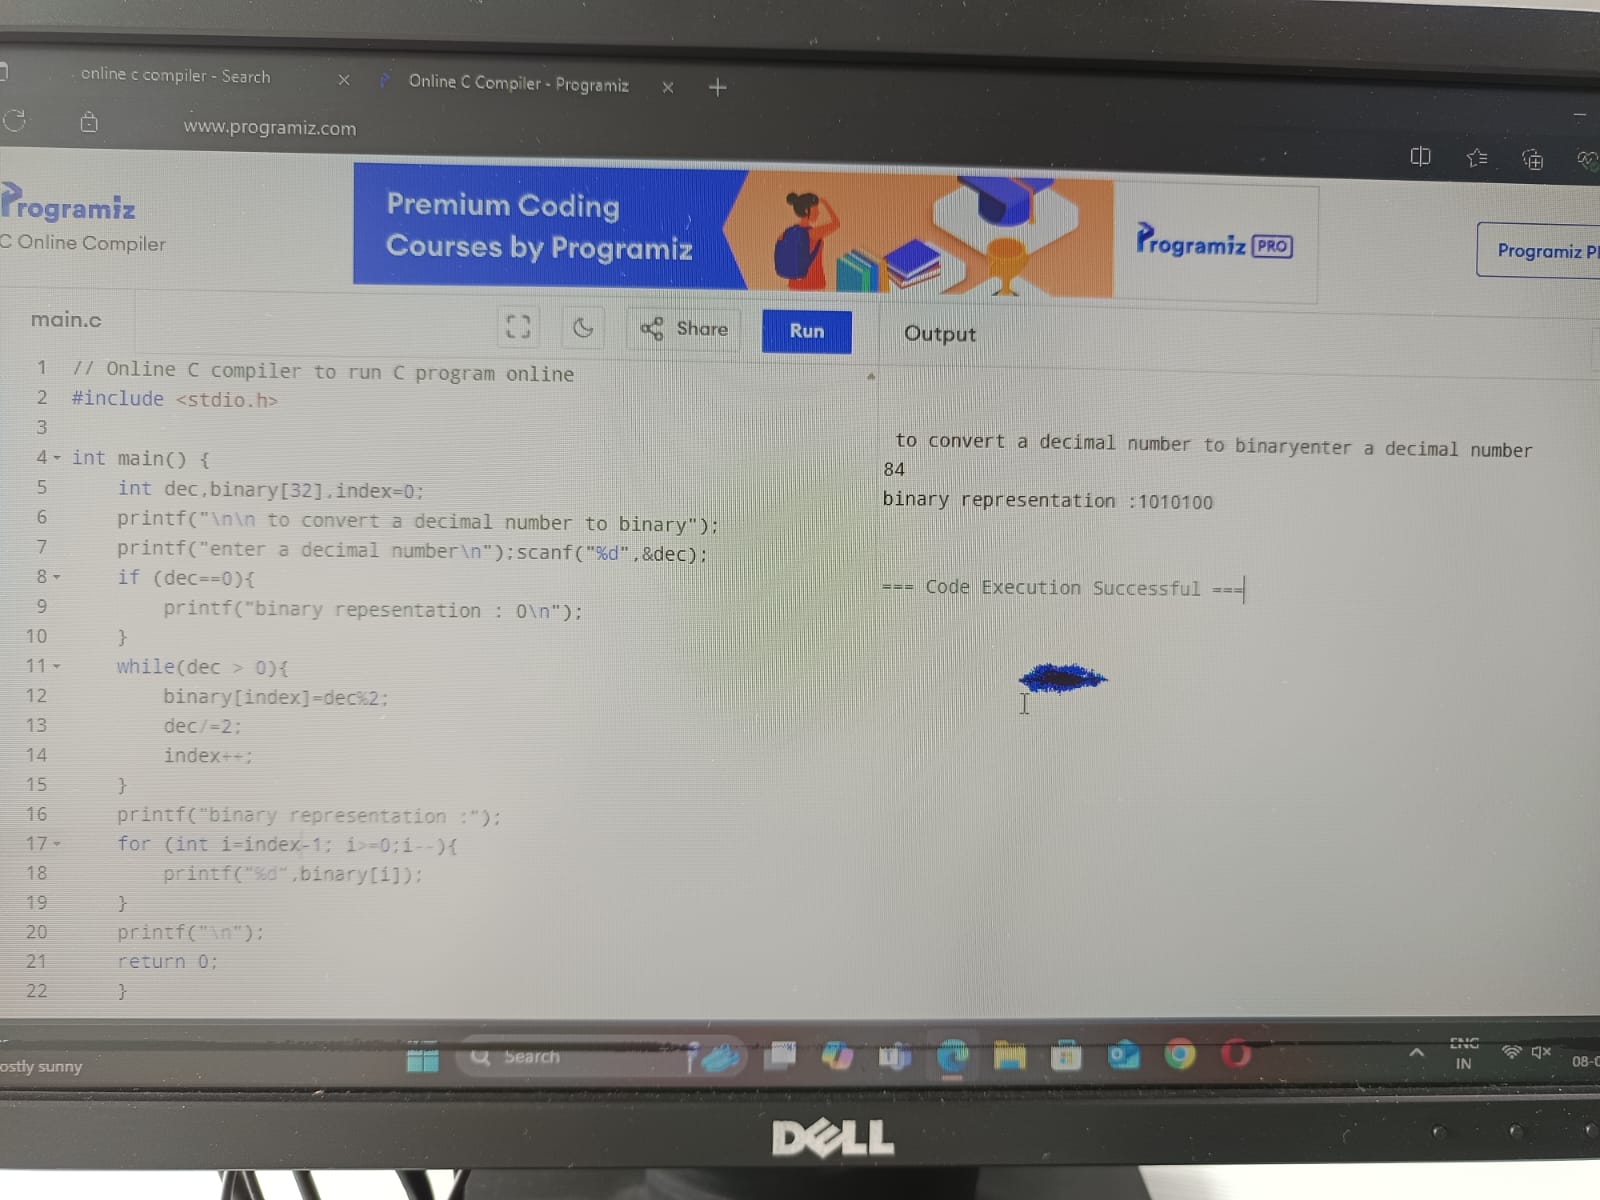 online c compiler - Search
Online C Compiler - Programiz
www.programiz.com
Programiz
C Online Compiler
Premium Coding
Courses by Programiz
Programiz PRO
Programiz
main.c
Share
Run
Output
1 // Online C compiler to run C program online
2 #include <stdio.h>
3
4 int main() {
5 int dec,binary[32],index=0;
6 printf("\n\n to convert a decimal number to binary");
7 printf("enter a decimal number\n");scanf("%d",&dec);
8 if (dec==0){
9 printf("binary repesentation : 0\n");
10 }
11 while(dec > 0){
12 binary[index]=dec%2;
13 dec/=2;
14 index++;
15 }
16 printf("binary representation :");
17 for (int i=index-1; i>=0;i--){
18 printf("%d",binary[i]);
19 }
20 printf("\n");
21 return 0;
22 }
to convert a decimal number to binaryenter a decimal number
84
binary representation :1010100
=== Code Execution Successful ===
ostly sunny
Search
ENG
IN
08-0
DELL